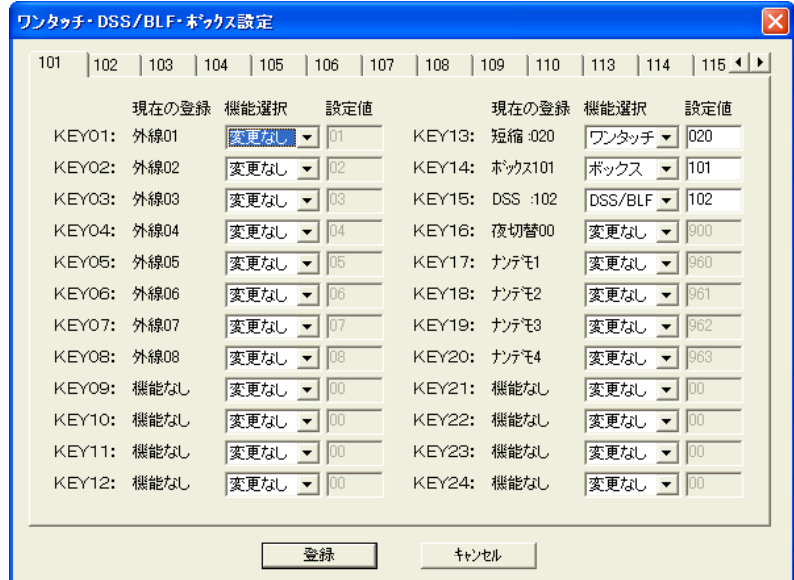 ワンタッチ・DSS/BLF・ボックス設定
101 102 103 104 105 106 107 108 109 110 113 114 115
現在の登録 機能選択 設定値 現在の登録 機能選択 設定値
KEY01: 外線01 変更なし 01 KEY13: 短縮:020 ワンタッチ 020
KEY02: 外線02 変更なし 02 KEY14: ボックス101 ボックス 101
KEY03: 外線03 変更なし 03 KEY15: DSS :102 DSS/BLF 102
KEY04: 外線04 変更なし 04 KEY16: 夜切替00 変更なし 900
KEY05: 外線05 変更なし 05 KEY17: ナンデモ1 変更なし 960
KEY06: 外線06 変更なし 06 KEY18: ナンデモ2 変更なし 961
KEY07: 外線07 変更なし 07 KEY19: ナンデモ3 変更なし 962
KEY08: 外線08 変更なし 08 KEY20: ナンデモ4 変更なし 963
KEY09: 機能なし 変更なし 00 KEY21: 機能なし 変更なし 00
KEY10: 機能なし 変更なし 00 KEY22: 機能なし 変更なし 00
KEY11: 機能なし 変更なし 00 KEY23: 機能なし 変更なし 00
KEY12: 機能なし 変更なし 00 KEY24: 機能なし 変更なし 00
登録 キャンセル